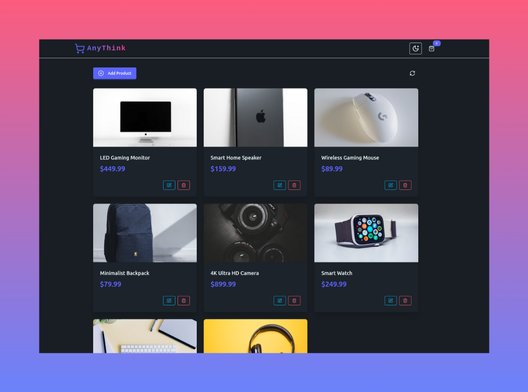 AnyThink
Add Product
LED Gaming Monitor
$449.99
Smart Home Speaker
$159.99
Wireless Gaming Mouse
$89.99
Minimalist Backpack
$79.99
4K Ultra HD Camera
$899.99
Smart Watch
$249.99